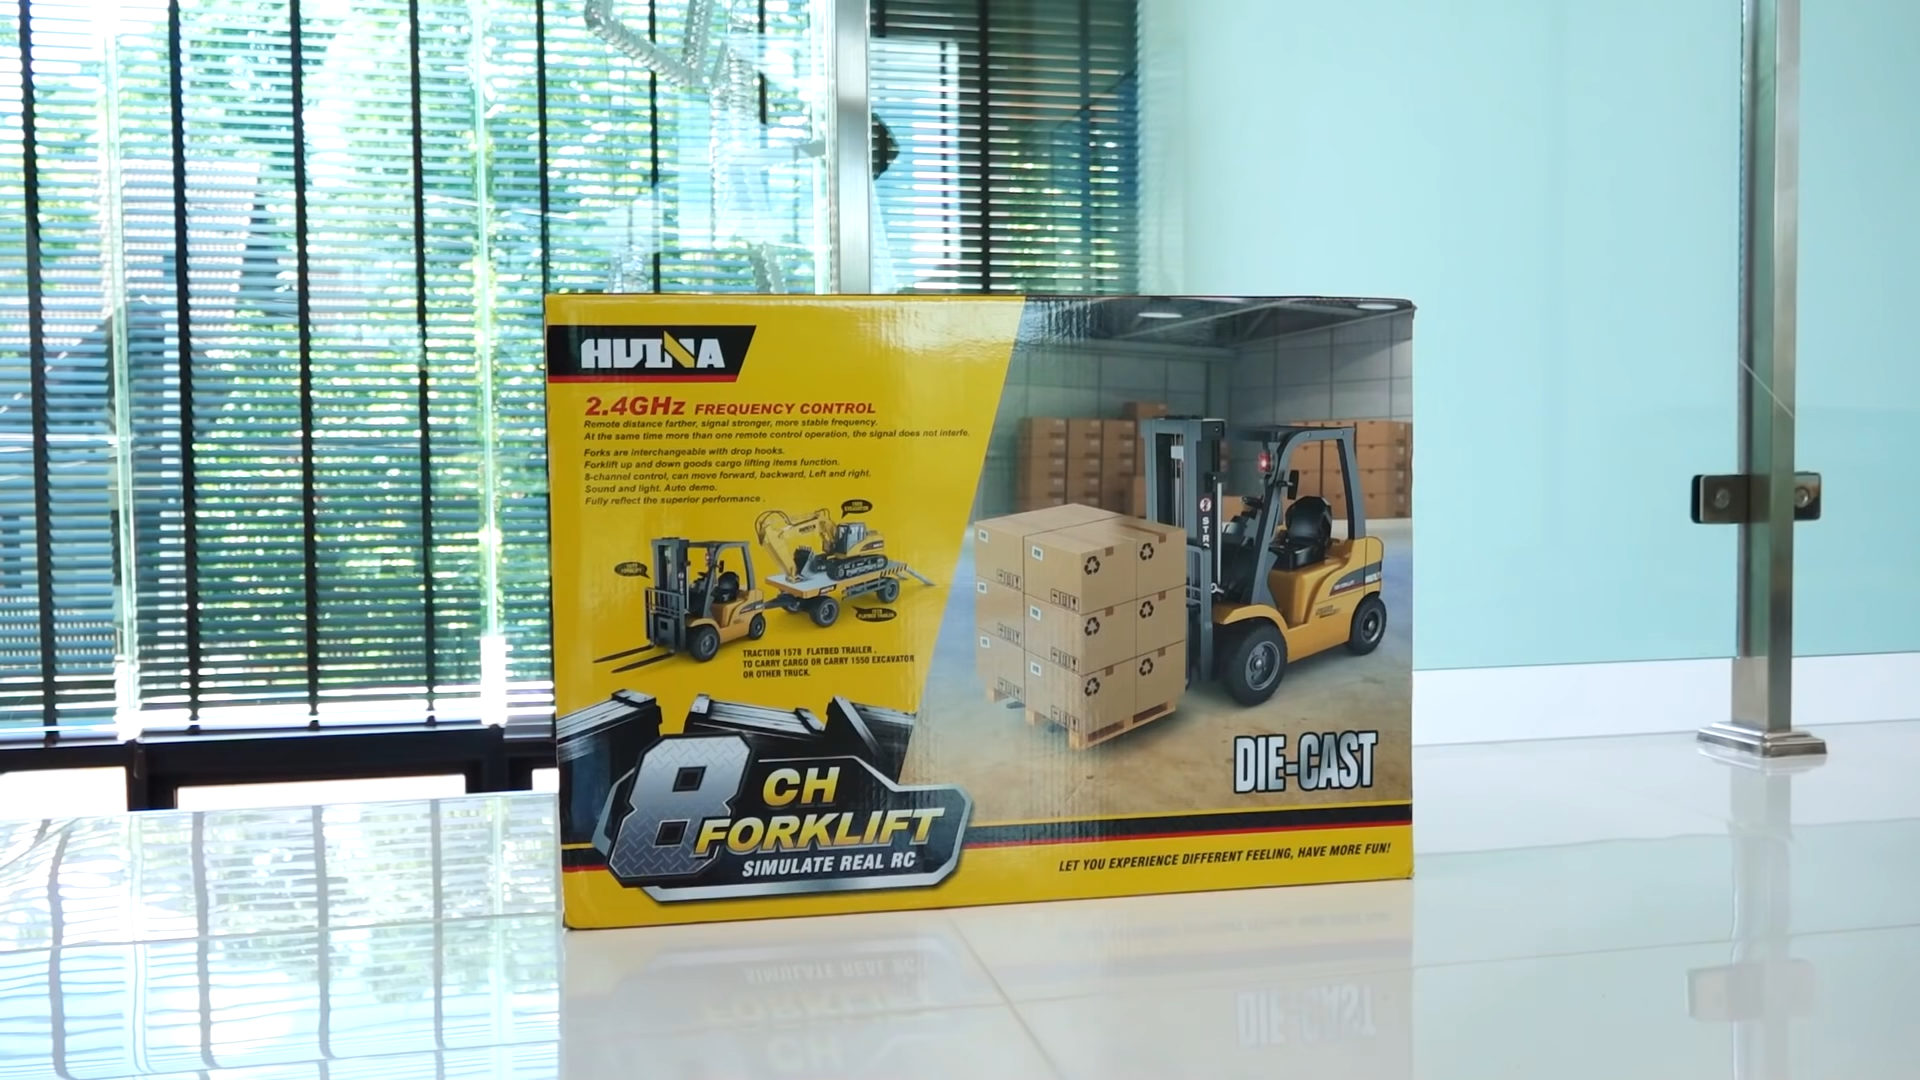 HUINA
2.4GHz FREQUENCY CONTROL
Remote distance farther, signal stronger, more stable frequency.
At the same time more than one remote control operation, the signal does not interfe.
Forks are interchangeable with drop hooks.
Forklift up and down goods cargo lifting items function.
8-channel control, can move forward, backward, Left and right.
Sound and light. Auto demo.
Fully reflect the superior performance .
TRACTION 1578 FLATBED TRAILER ,
TO CARRY CARGO OR CARRY 1550 EXCAVATOR
OR OTHER TRUCK.
8 CH
FORKLIFT
SIMULATE REAL RC
DIE-CAST
LET YOU EXPERIENCE DIFFERENT FEELING, HAVE MORE FUN!